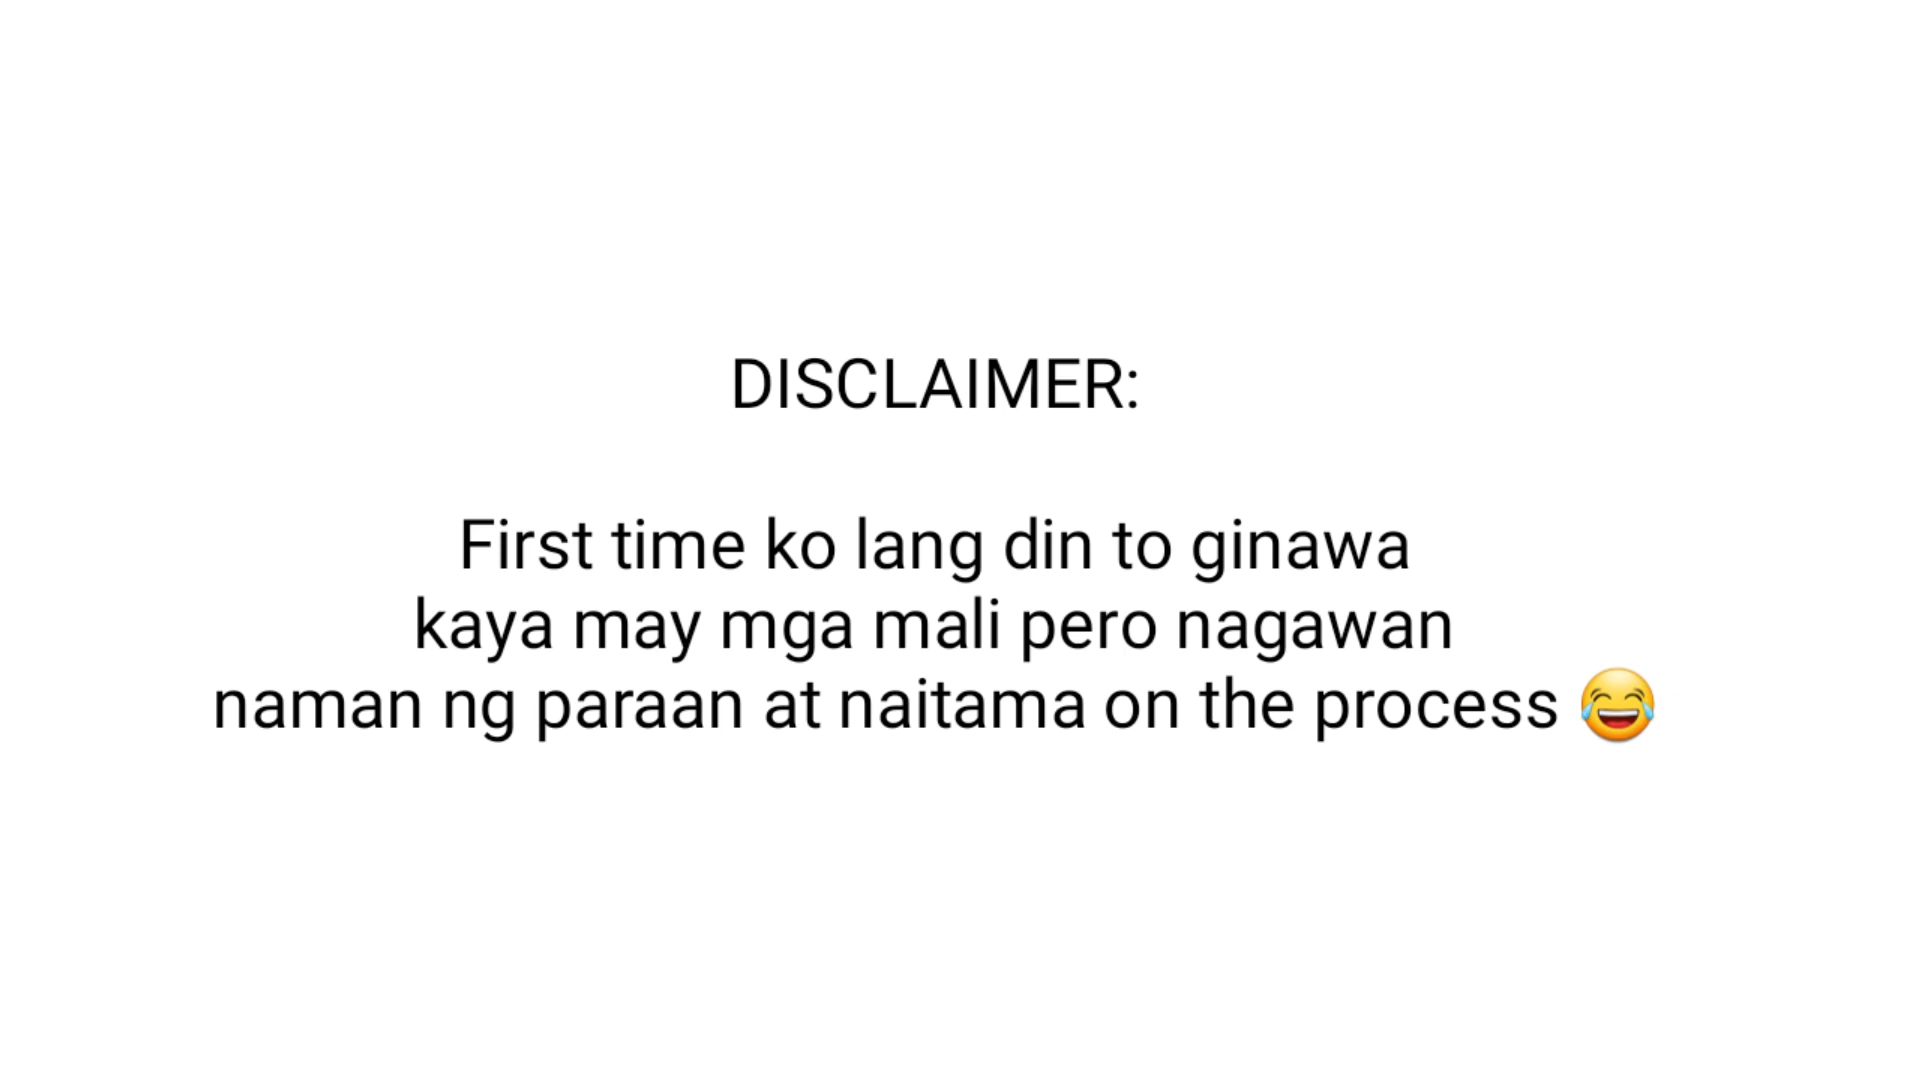 DISCLAIMER:
First time ko lang din to ginawa
kaya may mga mali pero nagawan
naman ng paraan at naitama on the process 😂